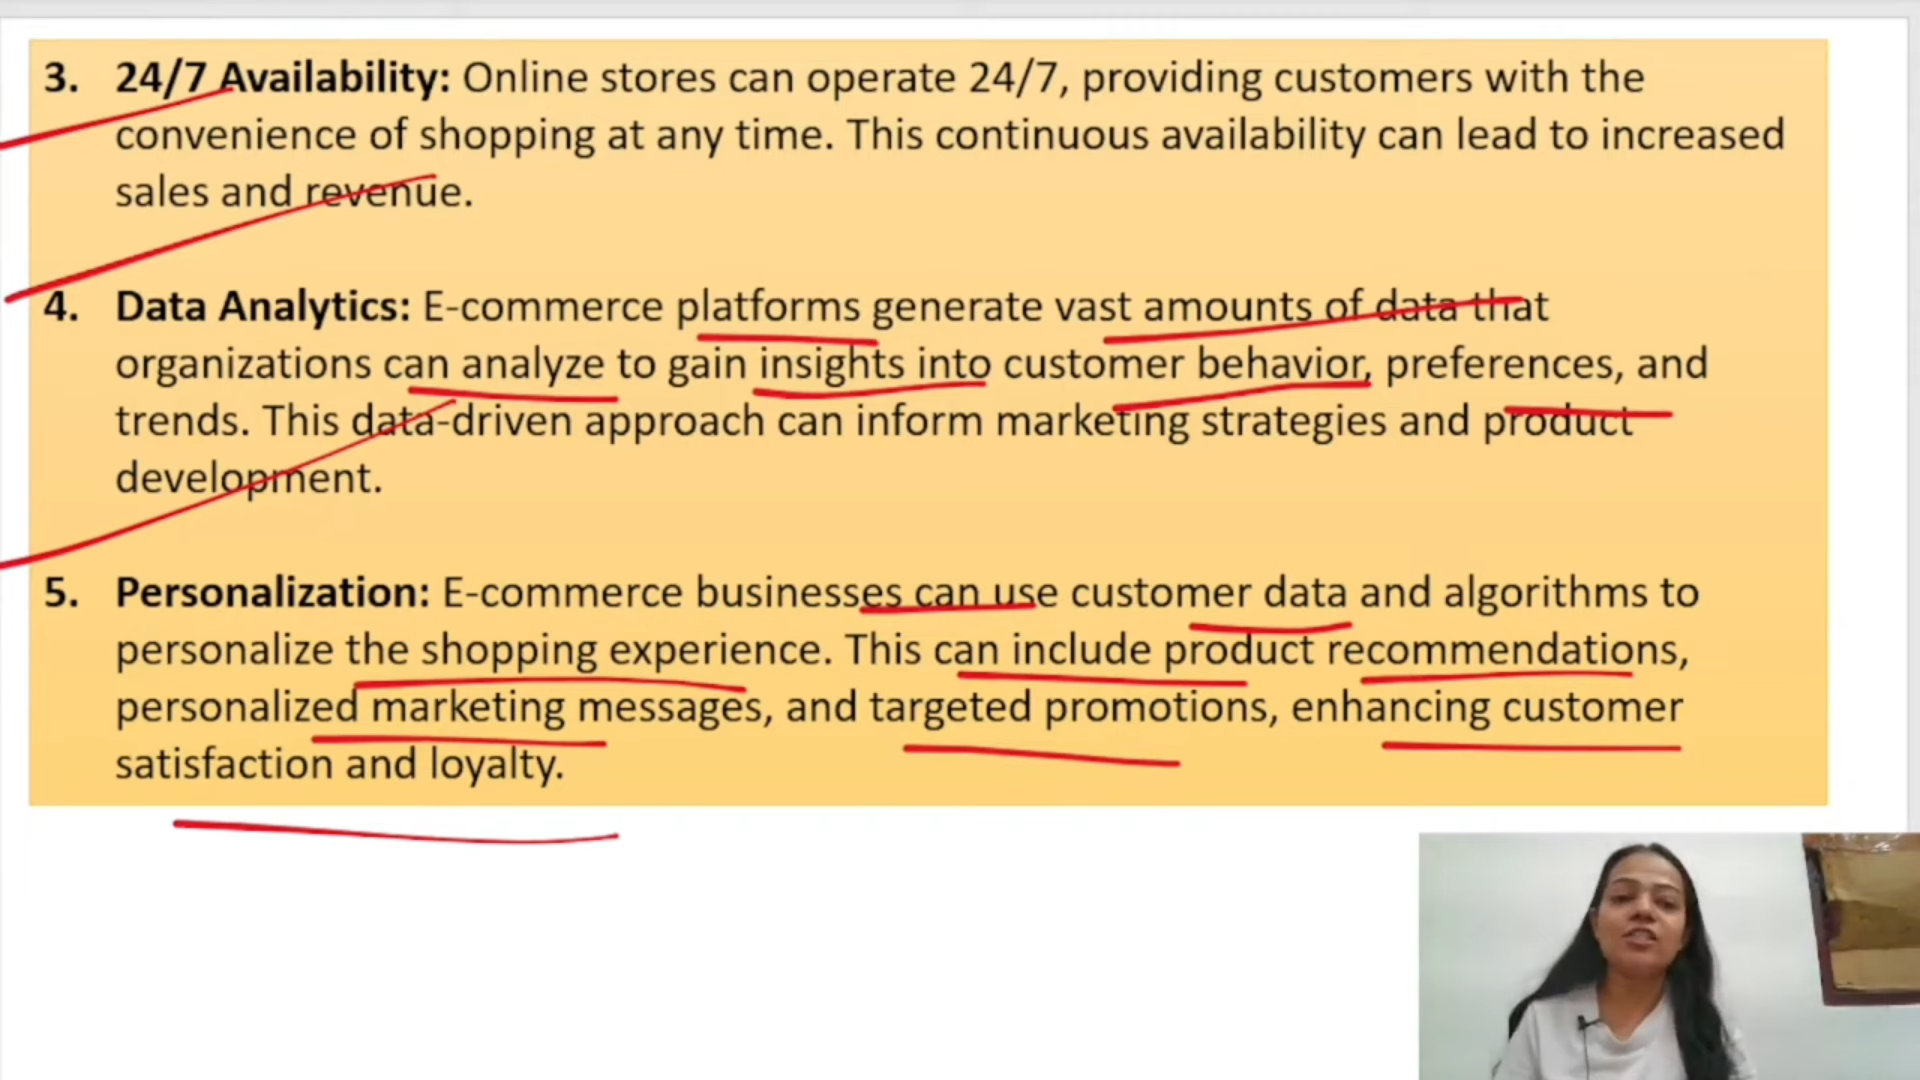 3. 24/7 Availability: Online stores can operate 24/7, providing customers with the
convenience of shopping at any time. This continuous availability can lead to increased
sales and revenue.
4. Data Analytics: E-commerce platforms generate vast amounts of data that
organizations can analyze to gain insights into customer behavior, preferences, and
trends. This data-driven approach can inform marketing strategies and product
development.
5. Personalization: E-commerce businesses can use customer data and algorithms to
personalize the shopping experience. This can include product recommendations,
personalized marketing messages, and targeted promotions, enhancing customer
satisfaction and loyalty.